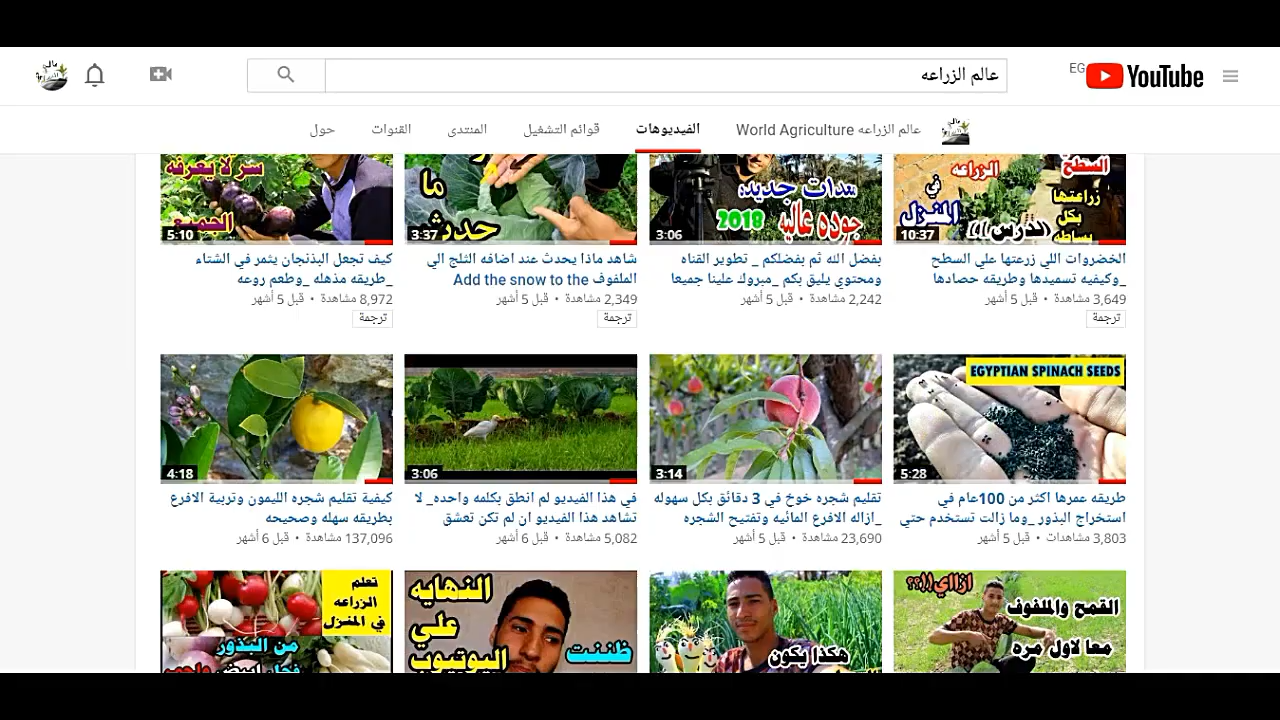 YouTube EG
عالم الزراعه
عالم الزراعه World Agriculture
الفيديوهات
قوائم التشغيل
المنتدى
القنوات
حول
السطح
الزراعه
في
المنزل
زراعتها
بكل
بساطه
10:37
جديده
2018
جوده عاليه
3:06
ما
حدث
3:37
سر لا يعرفه
الجميع
5:10
الخضروات اللي زرعتها علي السطح
_وكيفيه تسميدها وطريقه حصادها
3,649 مشاهدة • قبل 5 أشهر
ترجمة
بفضل الله ثم بفضلكم _ تطوير القناه
ومحتوي يليق بكم _مبروك علينا جميعا
2,242 مشاهدة • قبل 5 أشهر
شاهد ماذا يحدث عند اضافه الثلج الي
الملفوف Add the snow to the
2,349 مشاهدة • قبل 5 أشهر
ترجمة
كيف تجعل البذنجان يثمر في الشتاء
_طريقه مذهله _وطعم روعه
8,972 مشاهدة • قبل 5 أشهر
ترجمة
EGYPTIAN SPINACH SEEDS
5:28
3:14
3:06
4:18
طريقه عمرها اكثر من 100عام في
استخراج البذور _وما زالت تستخدم حتي
3,803 مشاهدات • قبل 5 أشهر
تقليم شجره خوخ في 3 دقائق بكل سهوله
_ازاله الافرع المائيه وتفتيح الشجره
23,690 مشاهدة • قبل 5 أشهر
في هذا الفيديو لم انطق بكلمه واحده_ لا
تشاهد هذا الفيديو ان لم تكن تعشق
5,082 مشاهدة • قبل 6 أشهر
كيفية تقليم شجره الليمون وتربية الافرع
بطريقه سهله وصحيحه
137,096 مشاهدة • قبل 6 أشهر
ازااي((؟؟
القمح والملفوف
معا لاول مره
هكذا يكون
النهايه
علي
اليوتيوب
ظننت
تعلم
الزراعه
في المنزل
من البذور